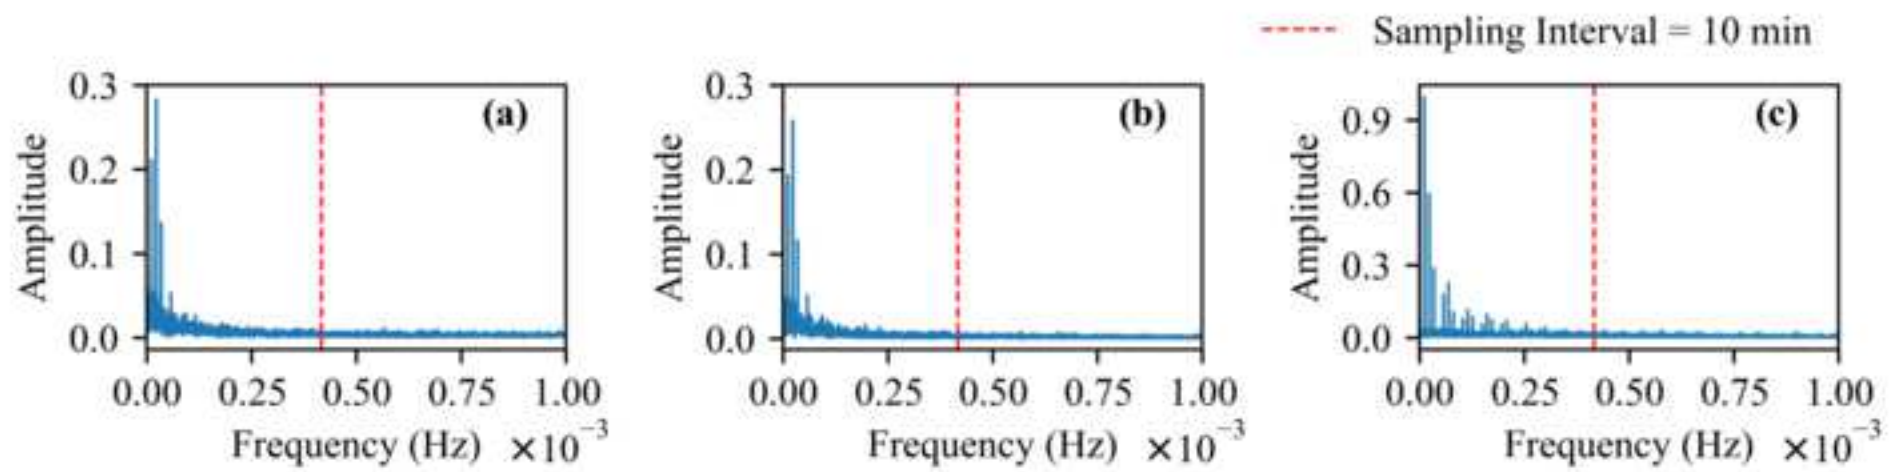 Sampling Interval = 10 min
0.3
0.2
0.1
0.0
Amplitude
(a)
0.00 0.25 0.50 0.75 1.00
Frequency (Hz) ×10⁻³
0.3
0.2
0.1
0.0
Amplitude
(b)
0.00 0.25 0.50 0.75 1.00
Frequency (Hz) ×10⁻³
0.9
0.6
0.3
0.0
Amplitude
(c)
0.00 0.25 0.50 0.75 1.00
Frequency (Hz) ×10⁻³